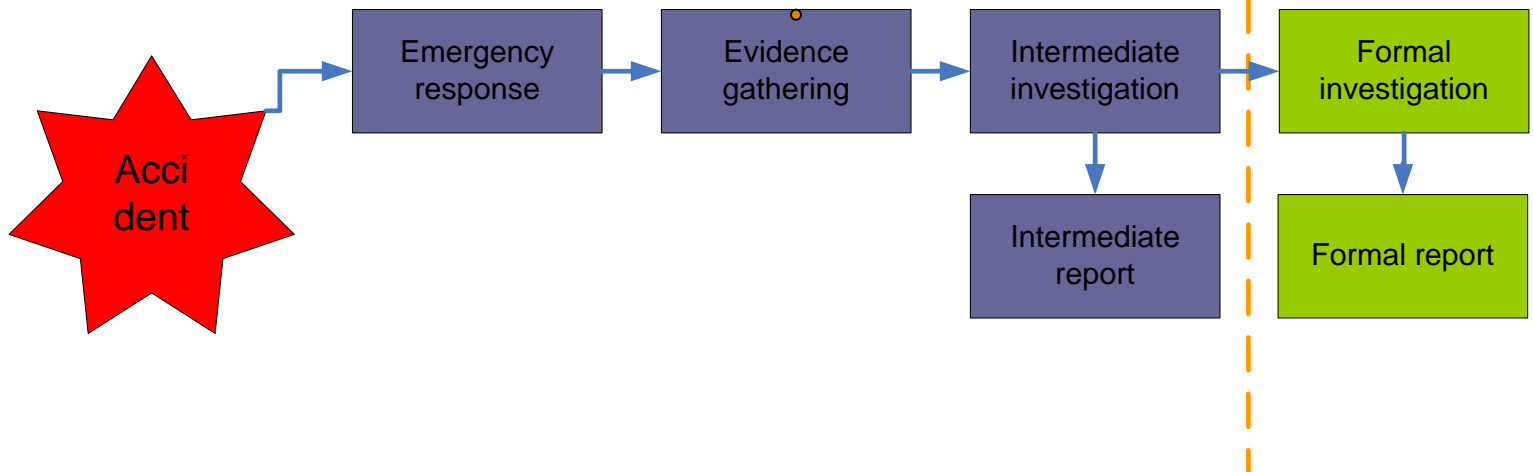 Acci
dent
Emergency
response
Evidence
gathering
Intermediate
investigation
Formal
investigation
Intermediate
report
Formal report